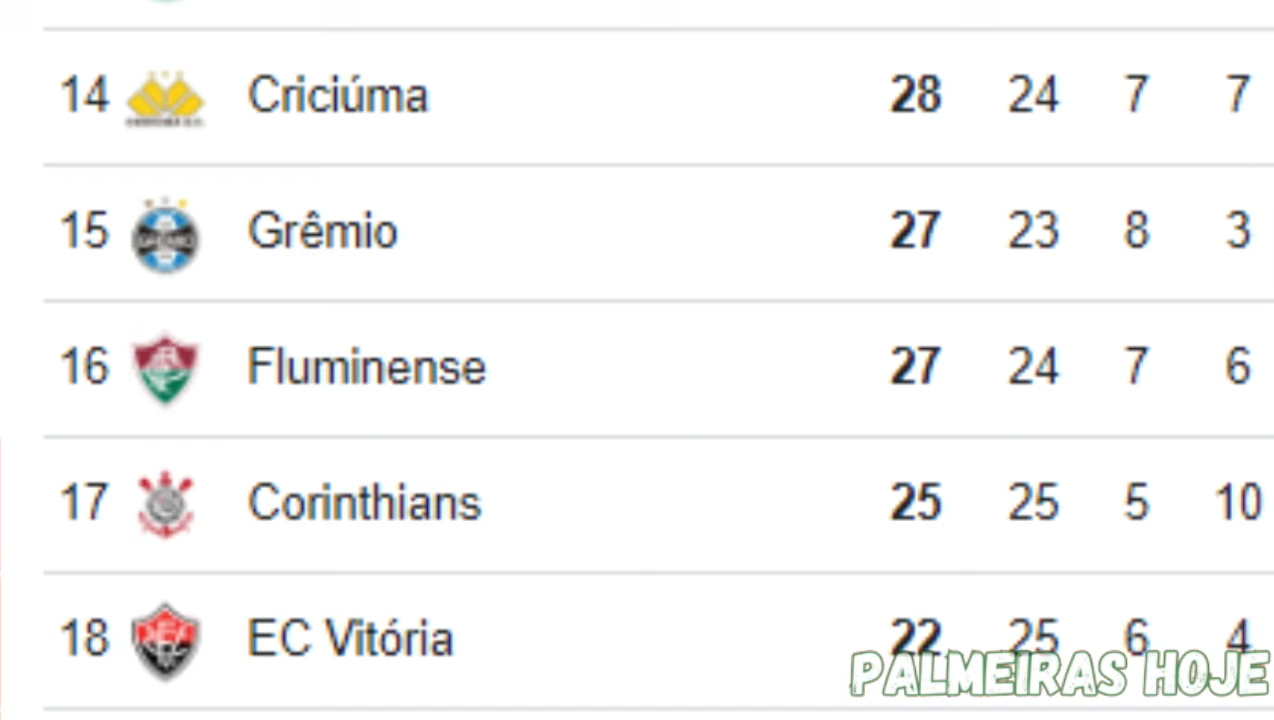 14 Criciúma 28 24 7 7
15 Grêmio 27 23 8 3
16 Fluminense 27 24 7 6
17 Corinthians 25 25 5 10
18 EC Vitória 22 25 6 4
PALMEIRAS HOJE